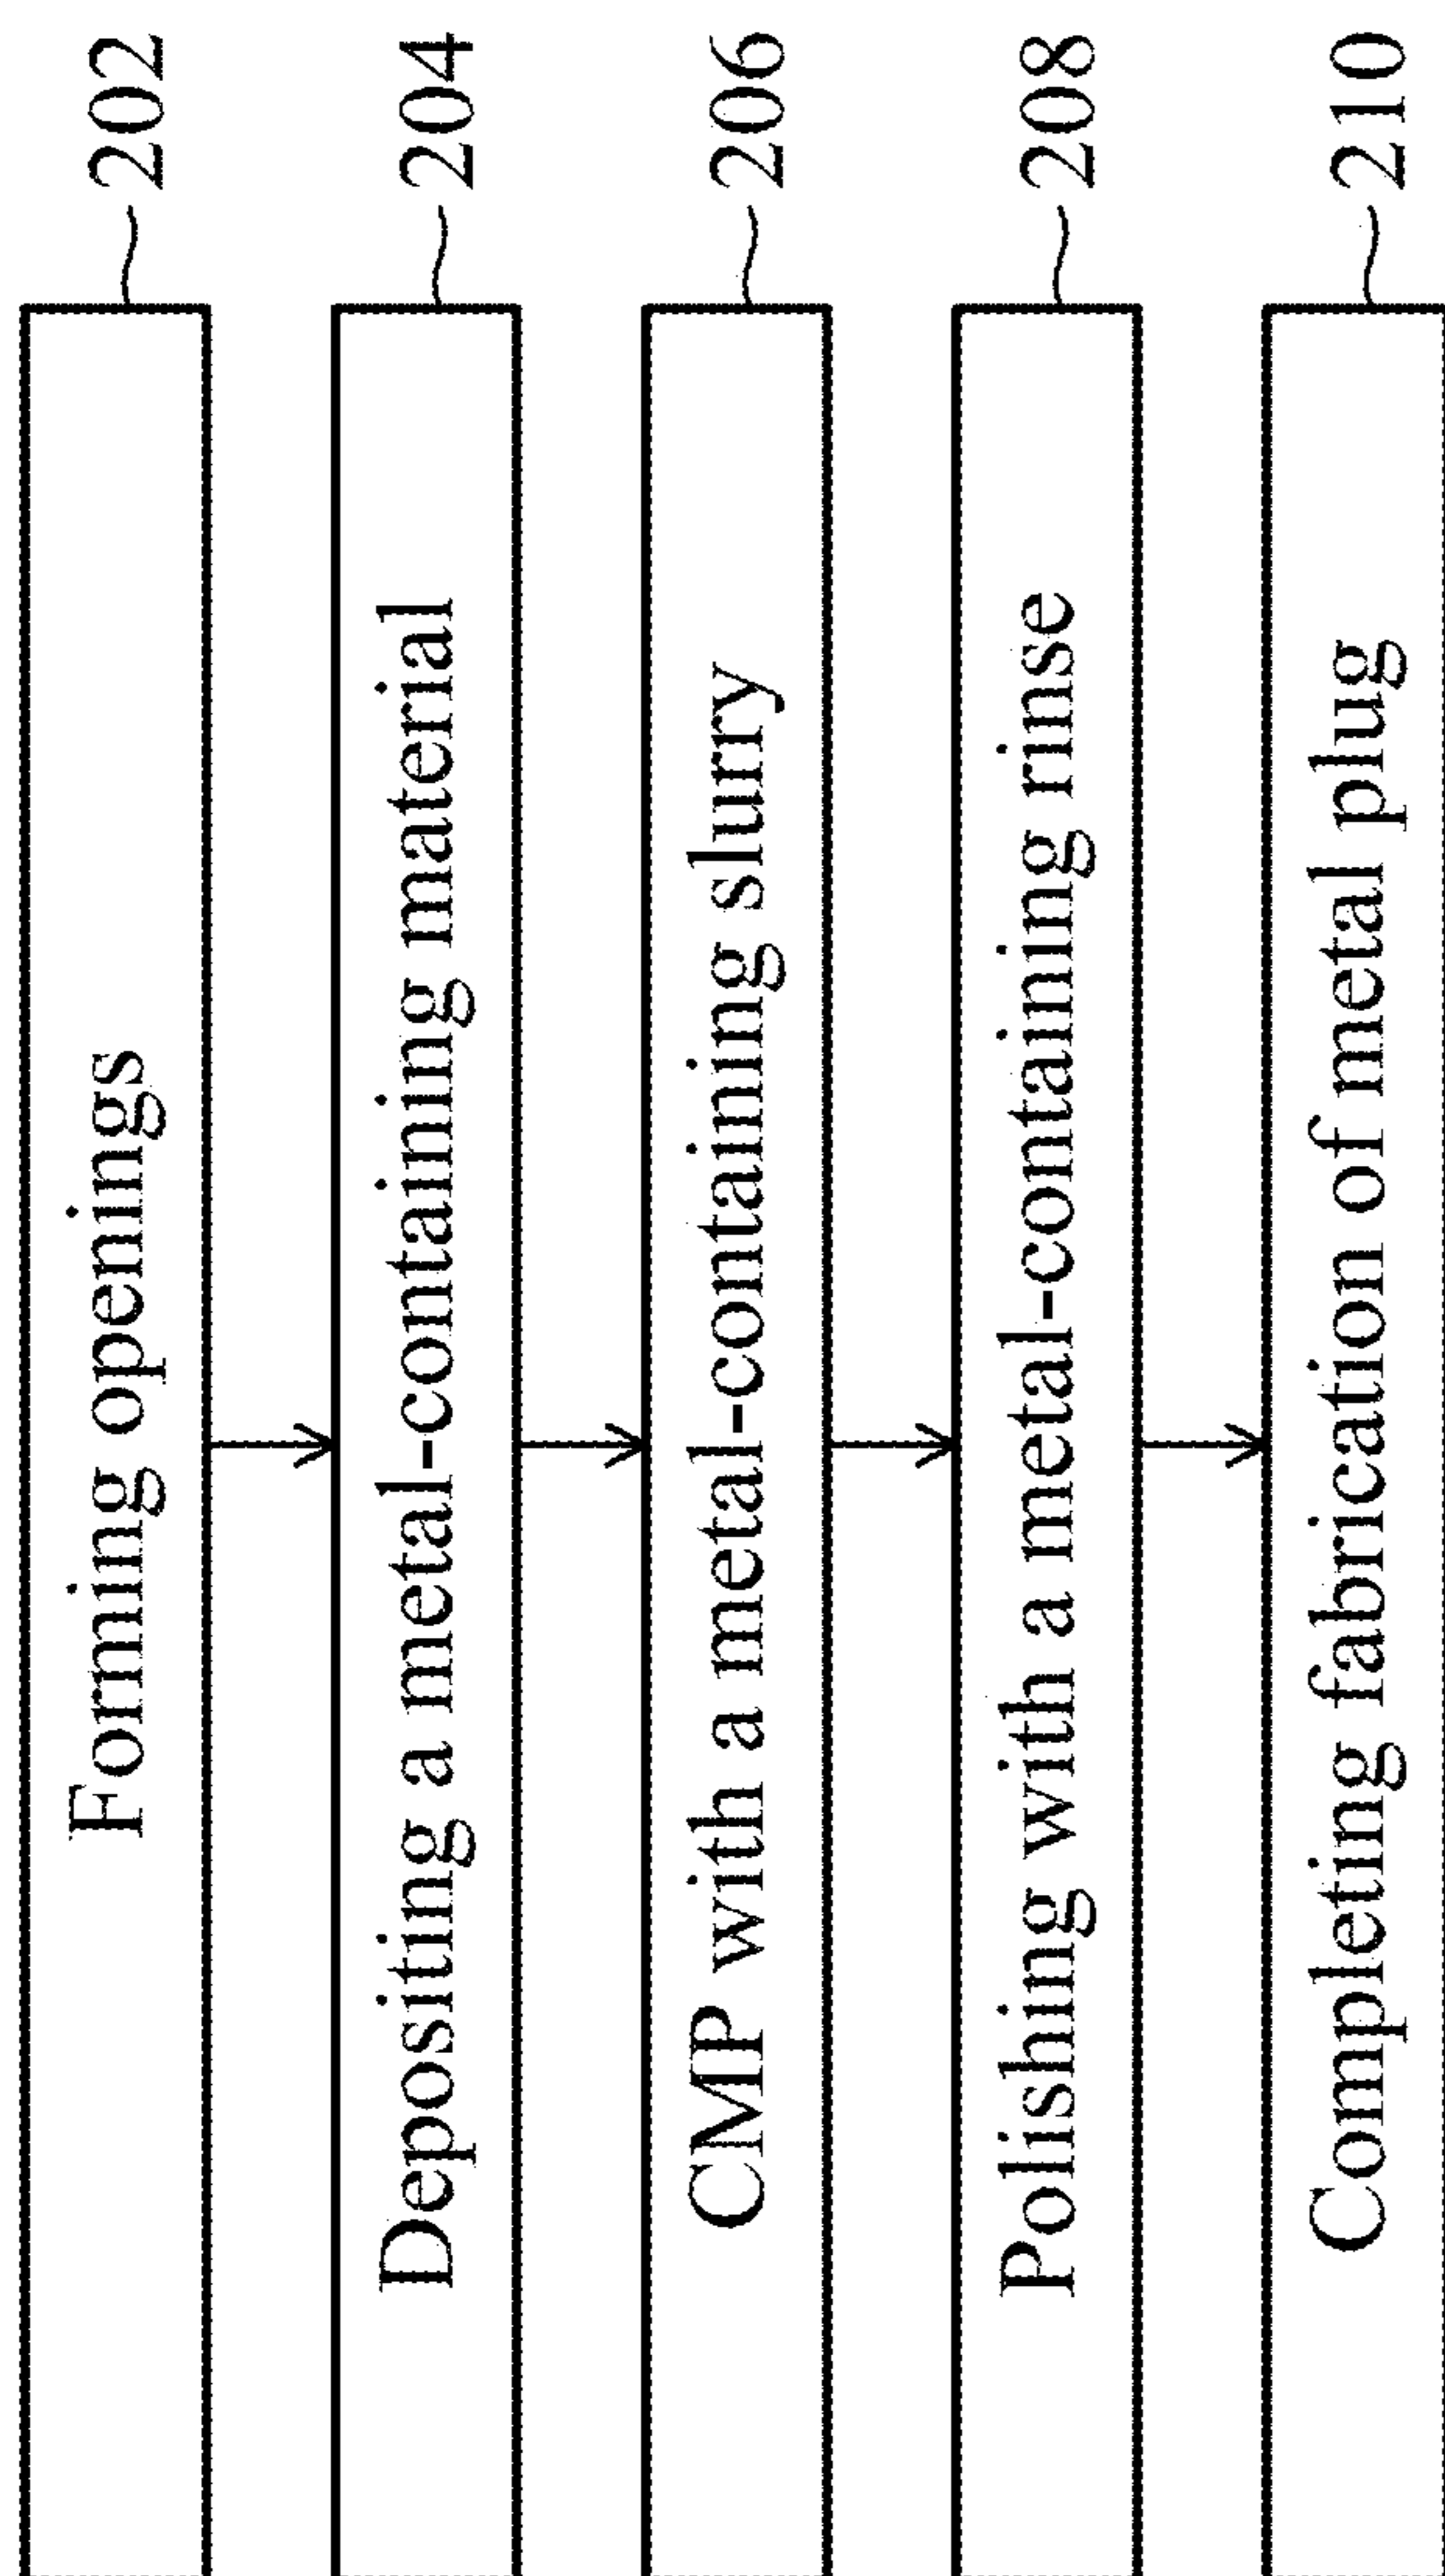 Forming openings 202
Depositing a metal-containing material 204
CMP with a metal-containing slurry 206
Polishing with a metal-containing rinse 208
Completing fabrication of metal plug 210